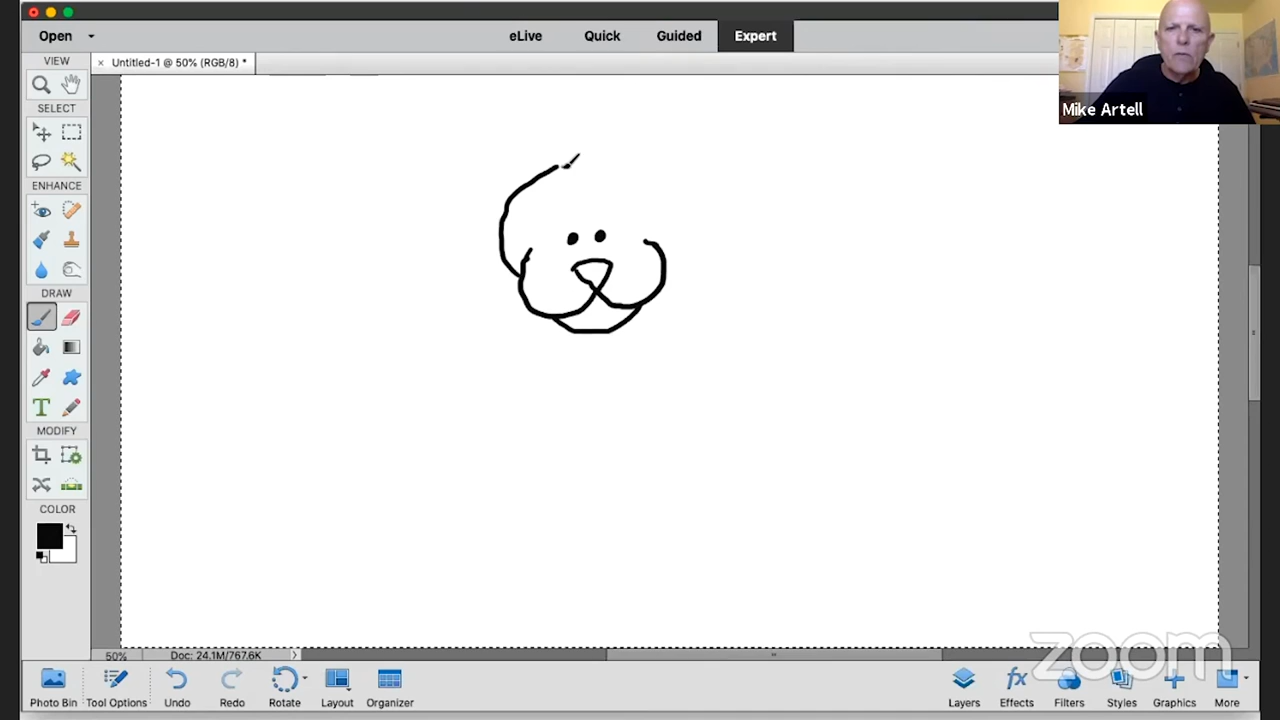 Open
eLive
Quick
Guided
Expert
VIEW
× Untitled-1 @ 50% (RGB/8) *
Mike Artell
SELECT
ENHANCE
DRAW
T
MODIFY
COLOR
50%
Doc: 24.1M/767.6K
zoom
Photo Bin
Tool Options
Undo
Redo
Rotate
Layout
Organizer
Layers
fx
Effects
Filters
Styles
Graphics
More